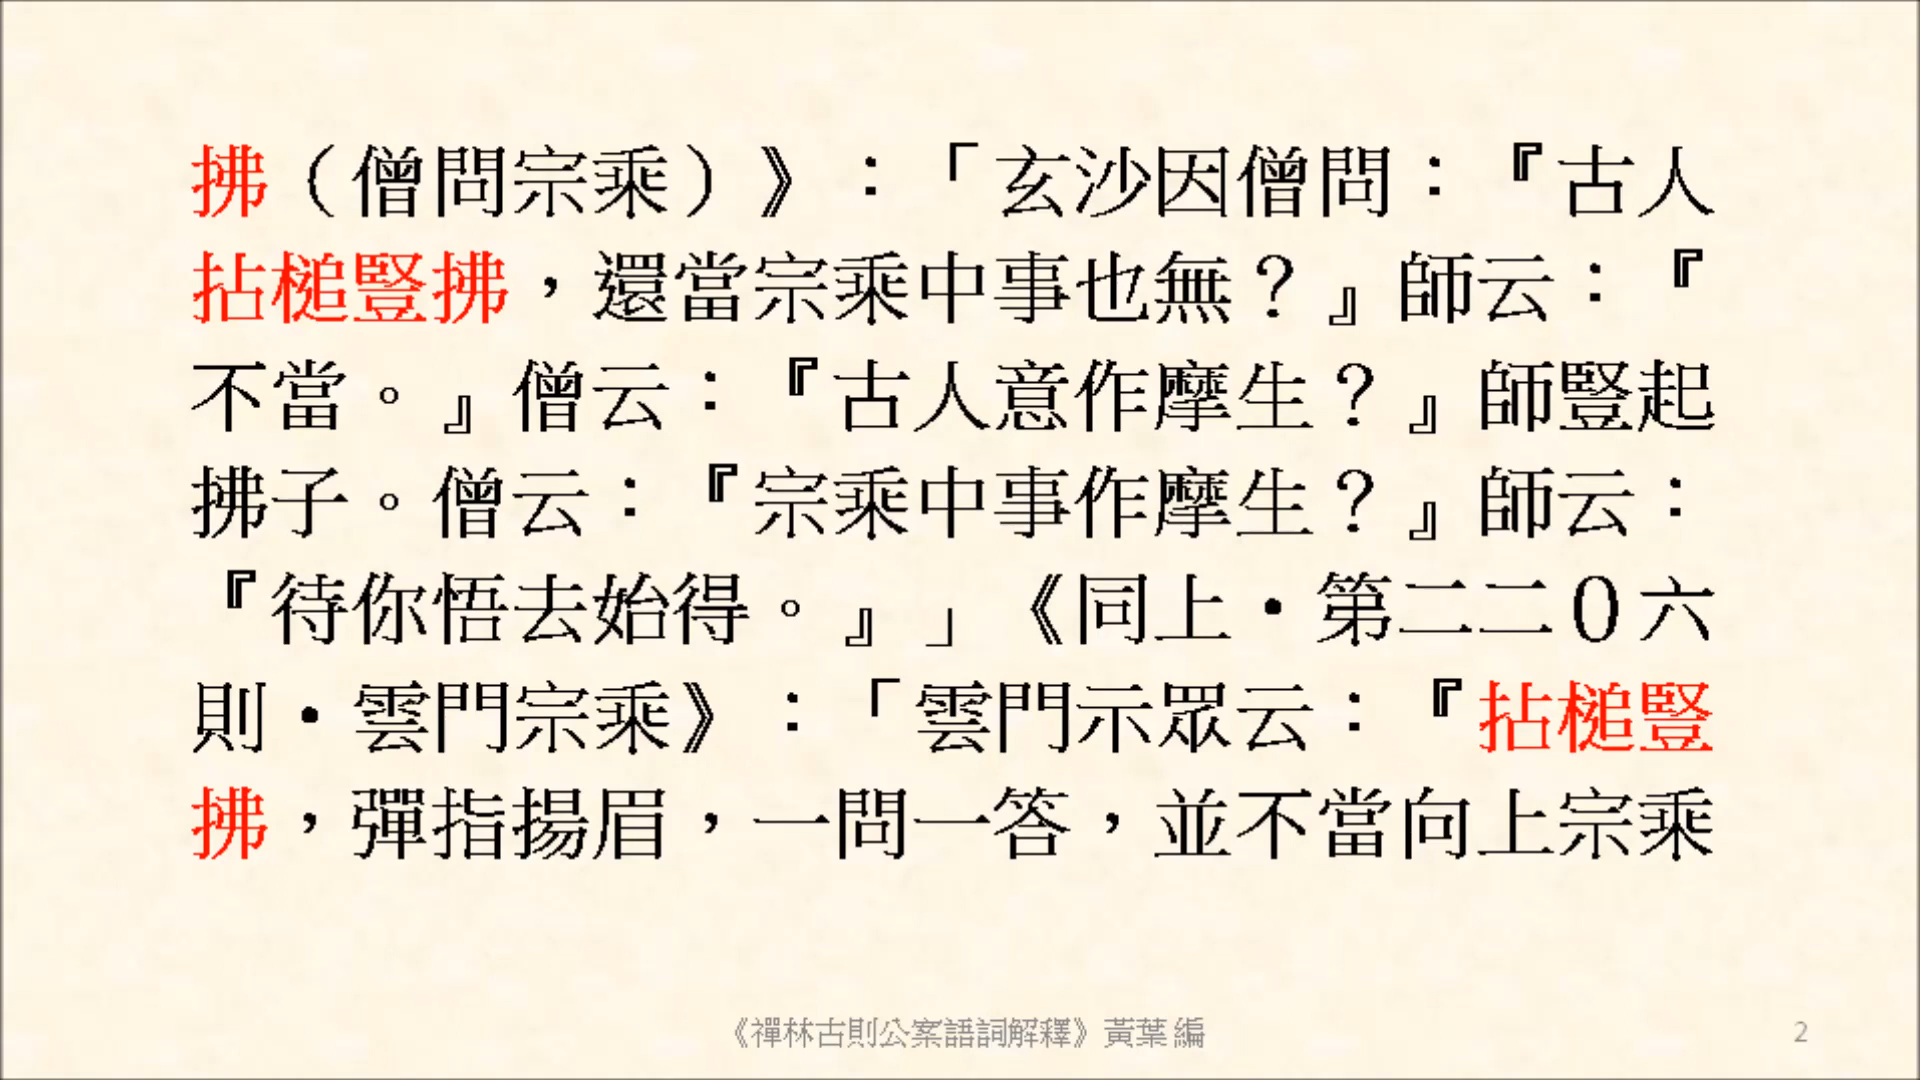 拂（僧問宗乘）》：「玄沙因僧問：『古人
拈槌豎拂，還當宗乘中事也無？』師云：『
不當。』僧云：『古人意作摩生？』師豎起
拂子。僧云：『宗乘中事作摩生？』師云：
『待你悟去始得。』」《同上•第二二０六
則•雲門宗乘》：「雲門示眾云：『拈槌豎
拂，彈指揚眉，一問一答，並不當向上宗乘
《禪林古則公案語詞解釋》黃葉 編
2